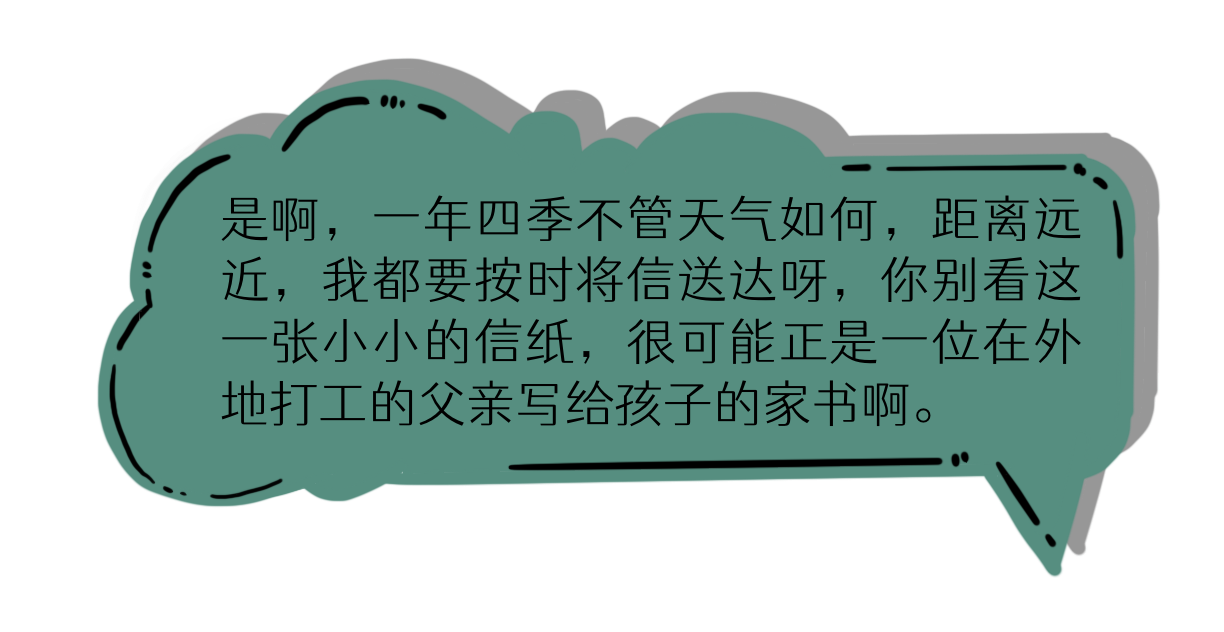 是啊，一年四季不管天气如何，距离远
近，我都要按时将信送达呀，你别看这
一张小小的信纸，很可能正是一位在外
地打工的父亲写给孩子的家书啊。